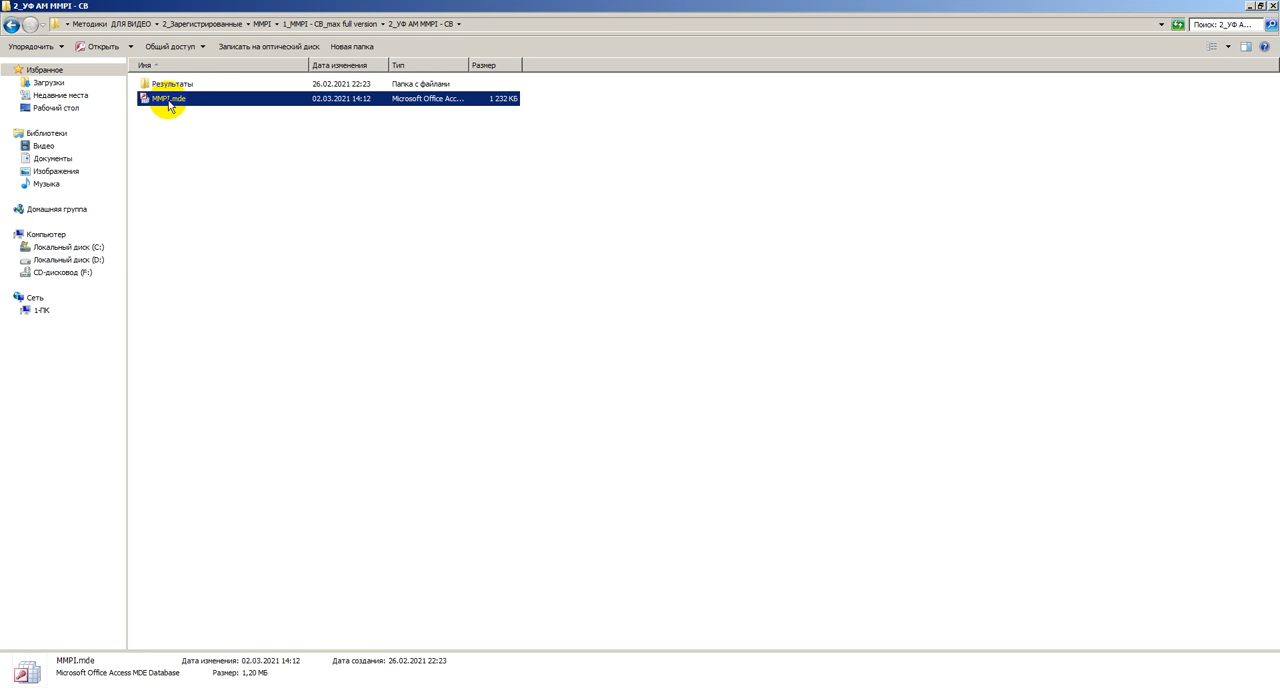 2_УФ АМ MMPI - СВ
Методики ДЛЯ ВИДЕО 2_Зарегистрированные MMPI 1_MMPI - СВ_max full version 2_УФ АМ MMPI - СВ
Поиск: 2_УФ А...
Упорядочить Открыть Общий доступ Записать на оптический диск Новая папка
Имя Дата изменения Тип Размер
Избранное
Загрузки
Недавние места
Рабочий стол
Библиотеки
Видео
Документы
Изображения
Музыка
Домашняя группа
Компьютер
Локальный диск (C:)
Локальный диск (D:)
CD-дисковод (F:)
Сеть
1-ПК
Результаты 26.02.2021 22:23 Папка с файлами
MMPI.mde 02.03.2021 14:12 Microsoft Office Acc... 1 232 КБ
MMPI.mde Дата изменения: 02.03.2021 14:12 Дата создания: 26.02.2021 22:23
Microsoft Office Access MDE Database Размер: 1,20 МБ